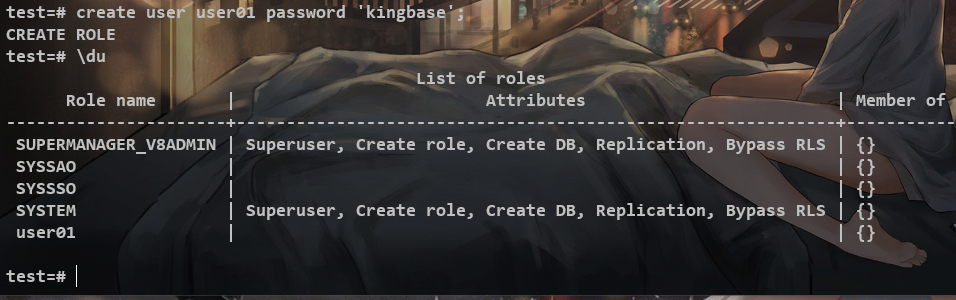 test=# create user user01 password 'kingbase';
CREATE ROLE
test=# \du
                                         List of roles
      Role name       |                         Attributes                         | Member of
----------------------+------------------------------------------------------------+-----------
 SUPERMANAGER_V8ADMIN | Superuser, Create role, Create DB, Replication, Bypass RLS | {}
 SYSSAO               |                                                            | {}
 SYSSSO               |                                                            | {}
 SYSTEM               | Superuser, Create role, Create DB, Replication, Bypass RLS | {}
 user01               |                                                            | {}
test=#